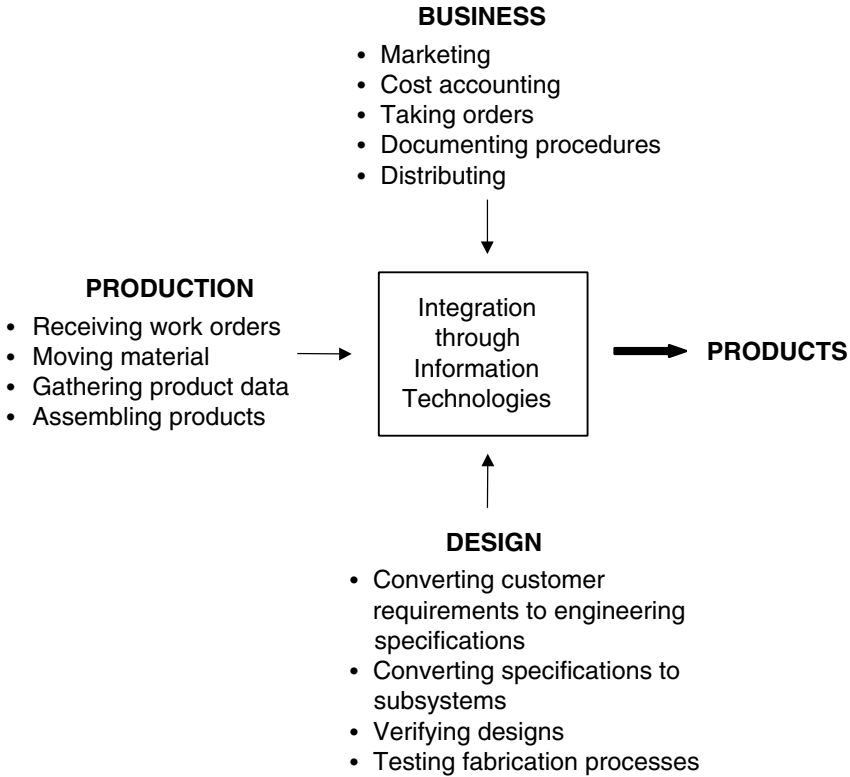 BUSINESS
• Marketing
• Cost accounting
• Taking orders
• Documenting procedures
• Distributing
PRODUCTION
• Receiving work orders
• Moving material
• Gathering product data
• Assembling products
Integration
through
Information
Technologies
PRODUCTS
DESIGN
• Converting customer
requirements to engineering
specifications
• Converting specifications to
subsystems
• Verifying designs
• Testing fabrication processes